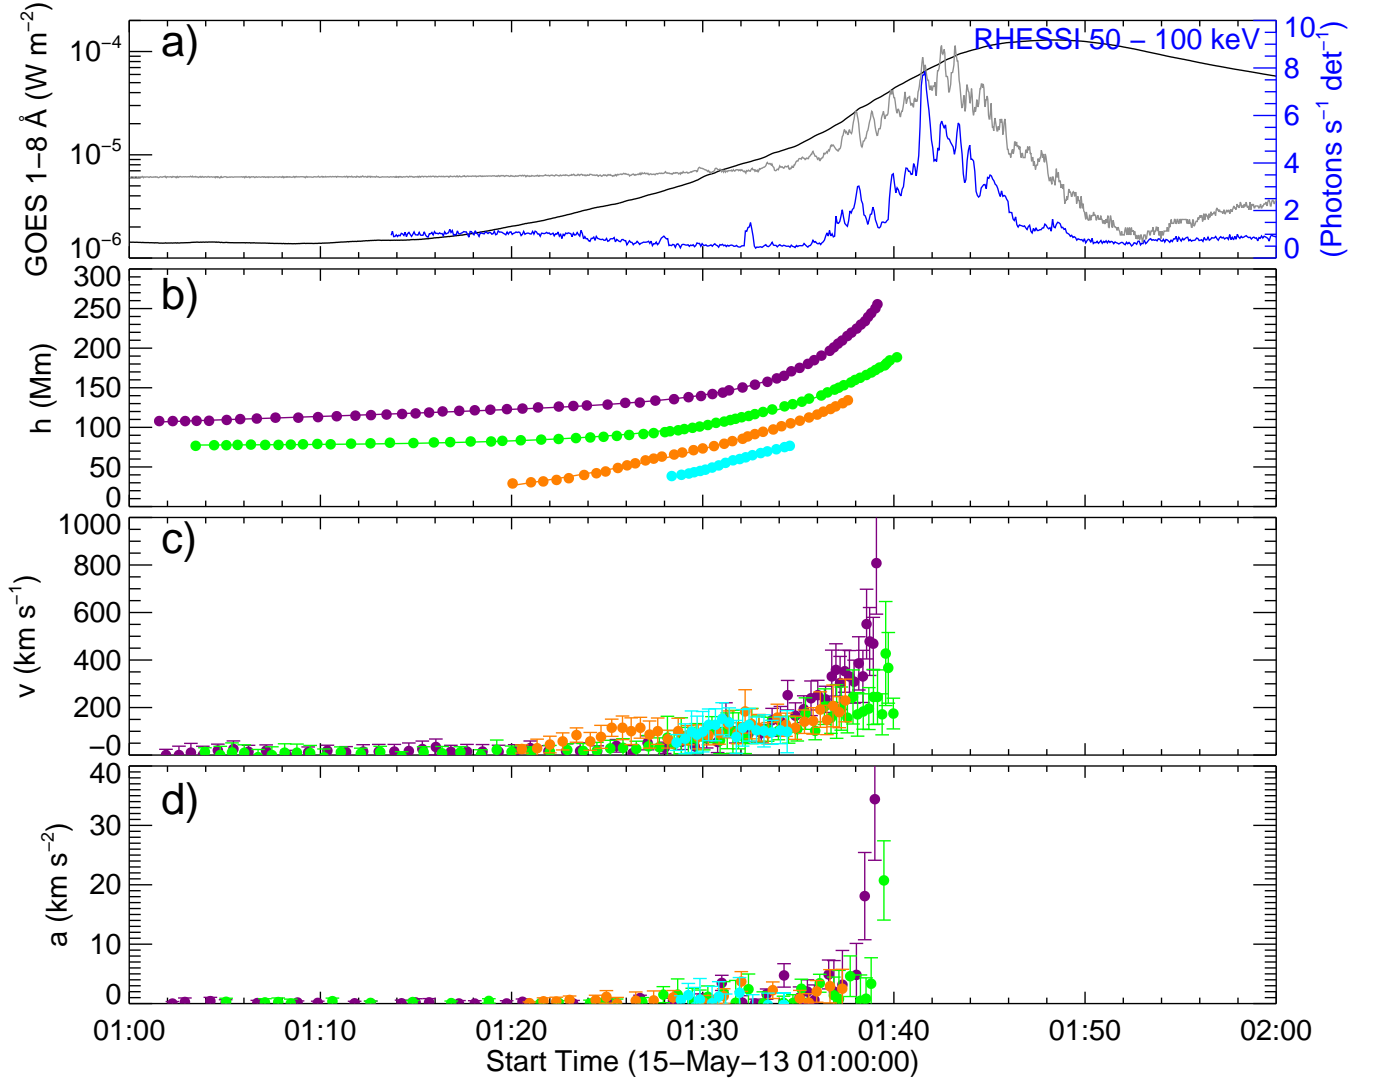 a)
RHESSI 50 − 100 keV
GOES 1−8 Å (W m⁻²)
10⁻⁴
10⁻⁵
10⁻⁶
10
8
6
4
2
0
(Photons s⁻¹ det⁻¹)
b)
h (Mm)
300
250
200
150
100
50
0
c)
v (km s⁻¹)
1000
800
600
400
200
−0
d)
a (km s⁻²)
40
30
20
10
0
01:00 01:10 01:20 01:30 01:40 01:50 02:00
Start Time (15−May−13 01:00:00)